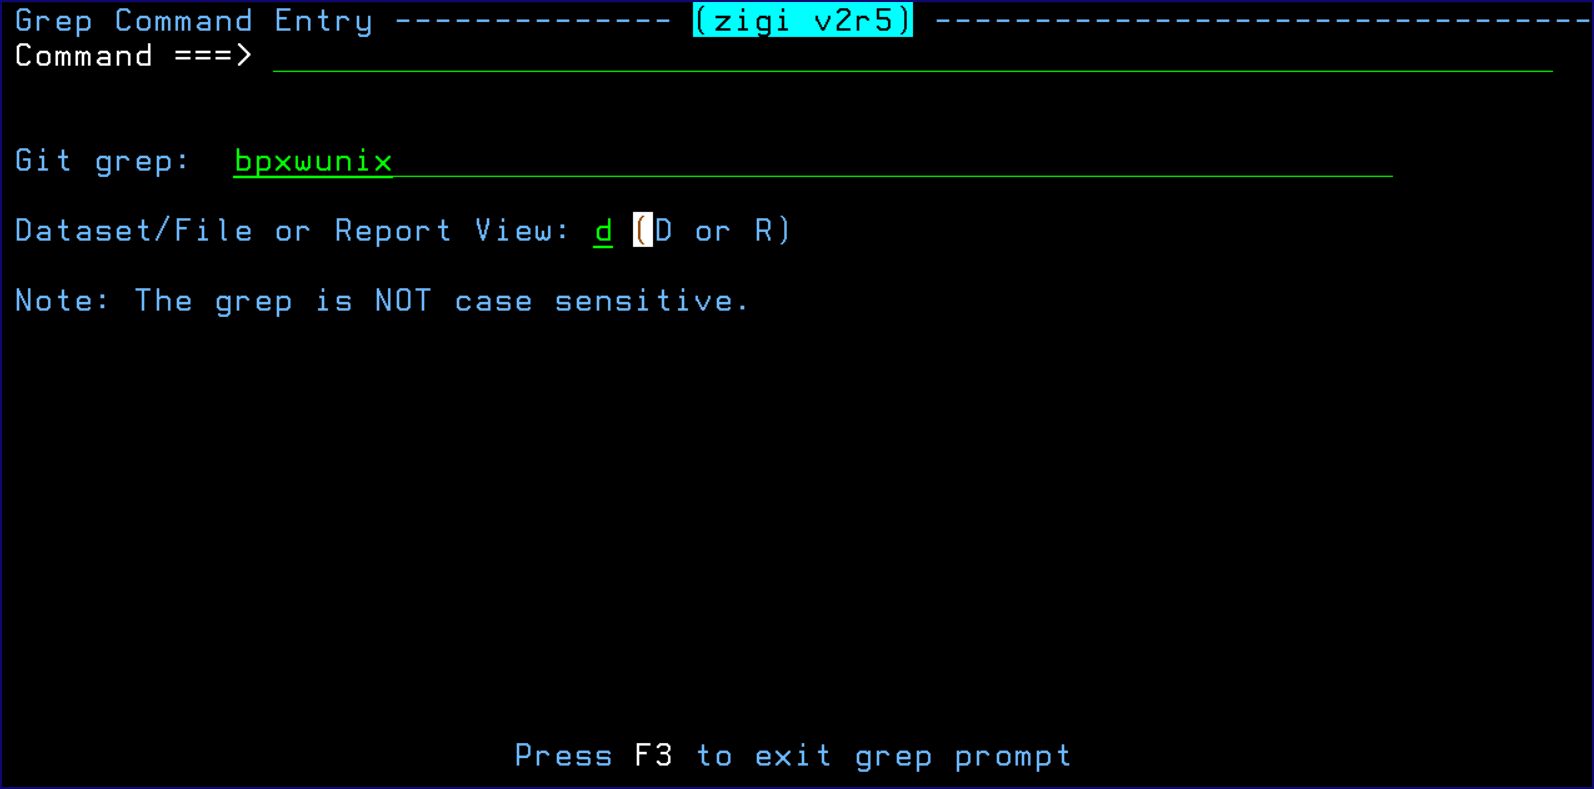 Grep Command Entry -------------- (zigi v2r5) ---------------------------------
Command ===>
Git grep: bpxwunix
Dataset/File or Report View: d (D or R)
Note: The grep is NOT case sensitive.
Press F3 to exit grep prompt